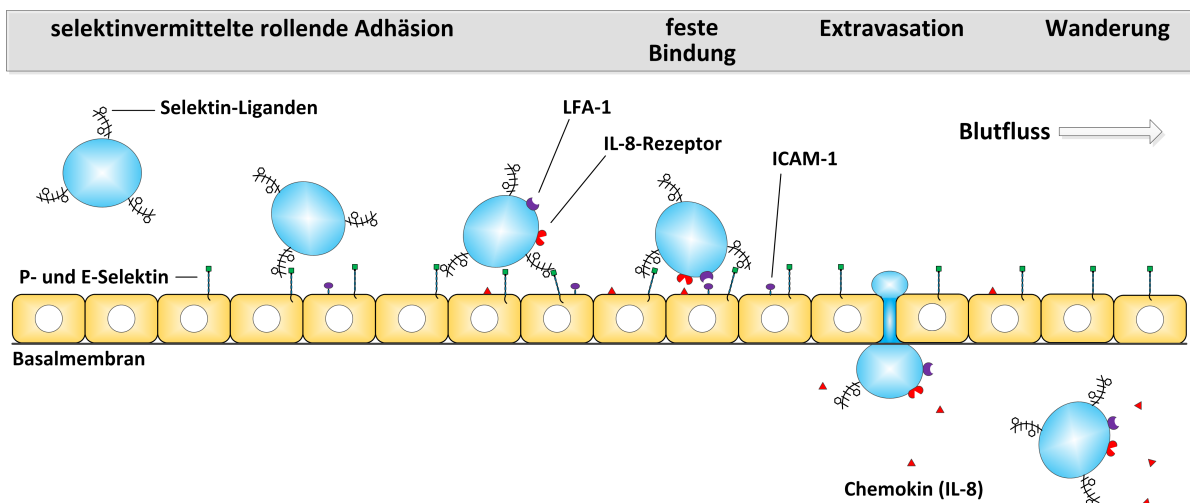 selektinvermittelte rollende Adhäsion
feste
Bindung
Extravasation
Wanderung
Selektin-Liganden
LFA-1
IL-8-Rezeptor
ICAM-1
Blutfluss
P- und E-Selektin
Basalmembran
Chemokin (IL-8)